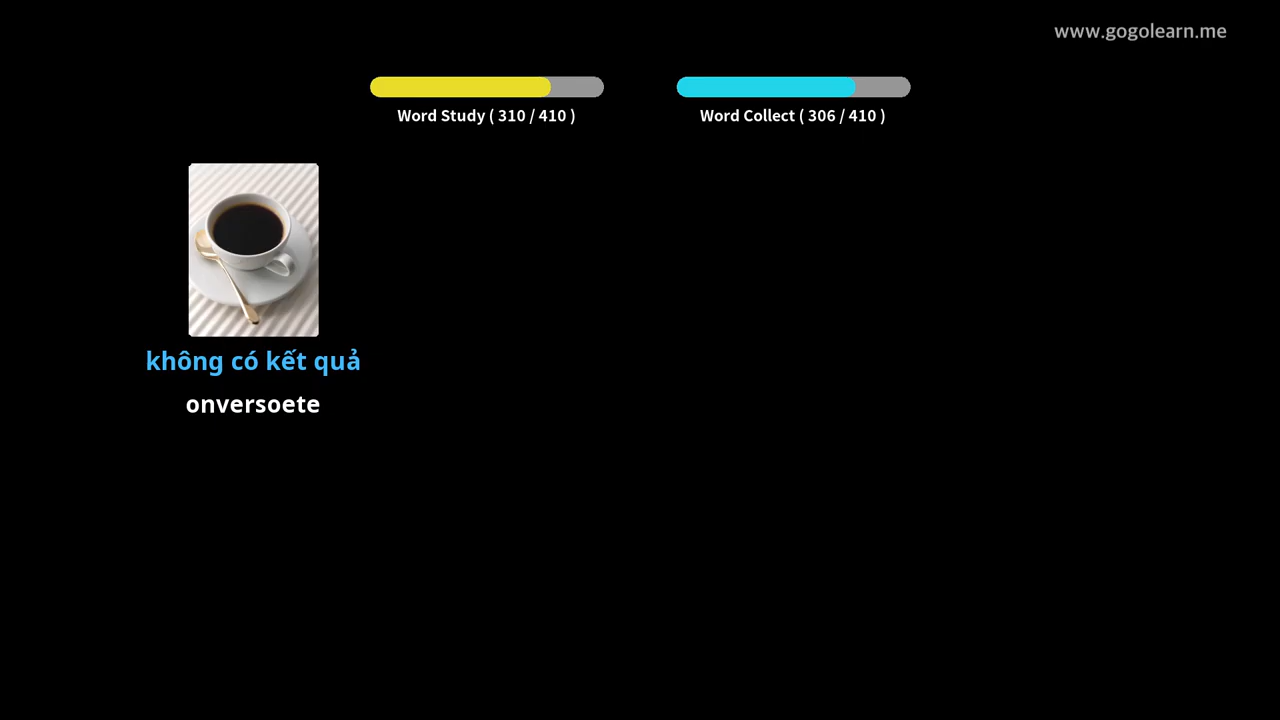 www.gogolearn.me
Word Study ( 310 / 410 )
Word Collect ( 306 / 410 )
không có kết quả
onversoete